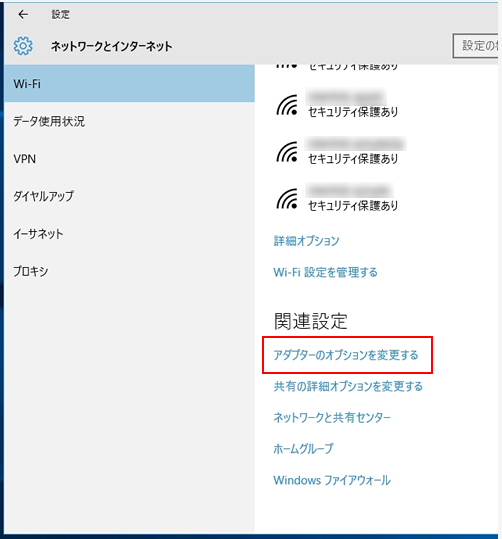 設定
ネットワークとインターネット
設定の
Wi-Fi
データ使用状況
VPN
ダイヤルアップ
イーサネット
プロキシ
セキュリティ保護あり
セキュリティ保護あり
セキュリティ保護あり
セキュリティ保護あり
詳細オプション
Wi-Fi 設定を管理する
関連設定
アダプターのオプションを変更する
共有の詳細オプションを変更する
ネットワークと共有センター
ホームグループ
Windows ファイアウォール